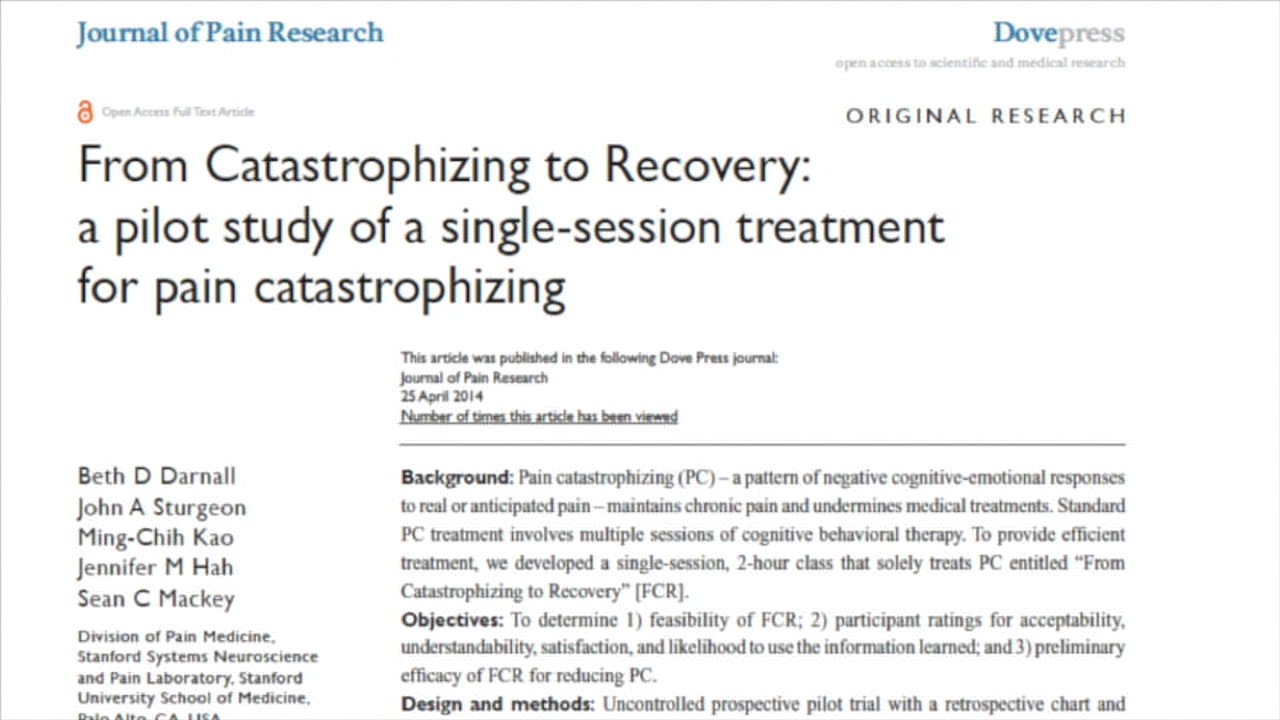 Journal of Pain Research
Dovepress
open access to scientific and medical research
Open Access Full Text Article
ORIGINAL RESEARCH
From Catastrophizing to Recovery:
a pilot study of a single-session treatment
for pain catastrophizing
This article was published in the following Dove Press journal:
Journal of Pain Research
25 April 2014
Number of times this article has been viewed
Beth D Darnall
John A Sturgeon
Ming-Chih Kao
Jennifer M Hah
Sean C Mackey
Division of Pain Medicine,
Stanford Systems Neuroscience
and Pain Laboratory, Stanford
University School of Medicine,
Palo Alto, CA, USA
Background: Pain catastrophizing (PC) – a pattern of negative cognitive-emotional responses
to real or anticipated pain – maintains chronic pain and undermines medical treatments. Standard
PC treatment involves multiple sessions of cognitive behavioral therapy. To provide efficient
treatment, we developed a single-session, 2-hour class that solely treats PC entitled “From
Catastrophizing to Recovery” [FCR].
Objectives: To determine 1) feasibility of FCR; 2) participant ratings for acceptability,
understandability, satisfaction, and likelihood to use the information learned; and 3) preliminary
efficacy of FCR for reducing PC.
Design and methods: Uncontrolled prospective pilot trial with a retrospective chart and